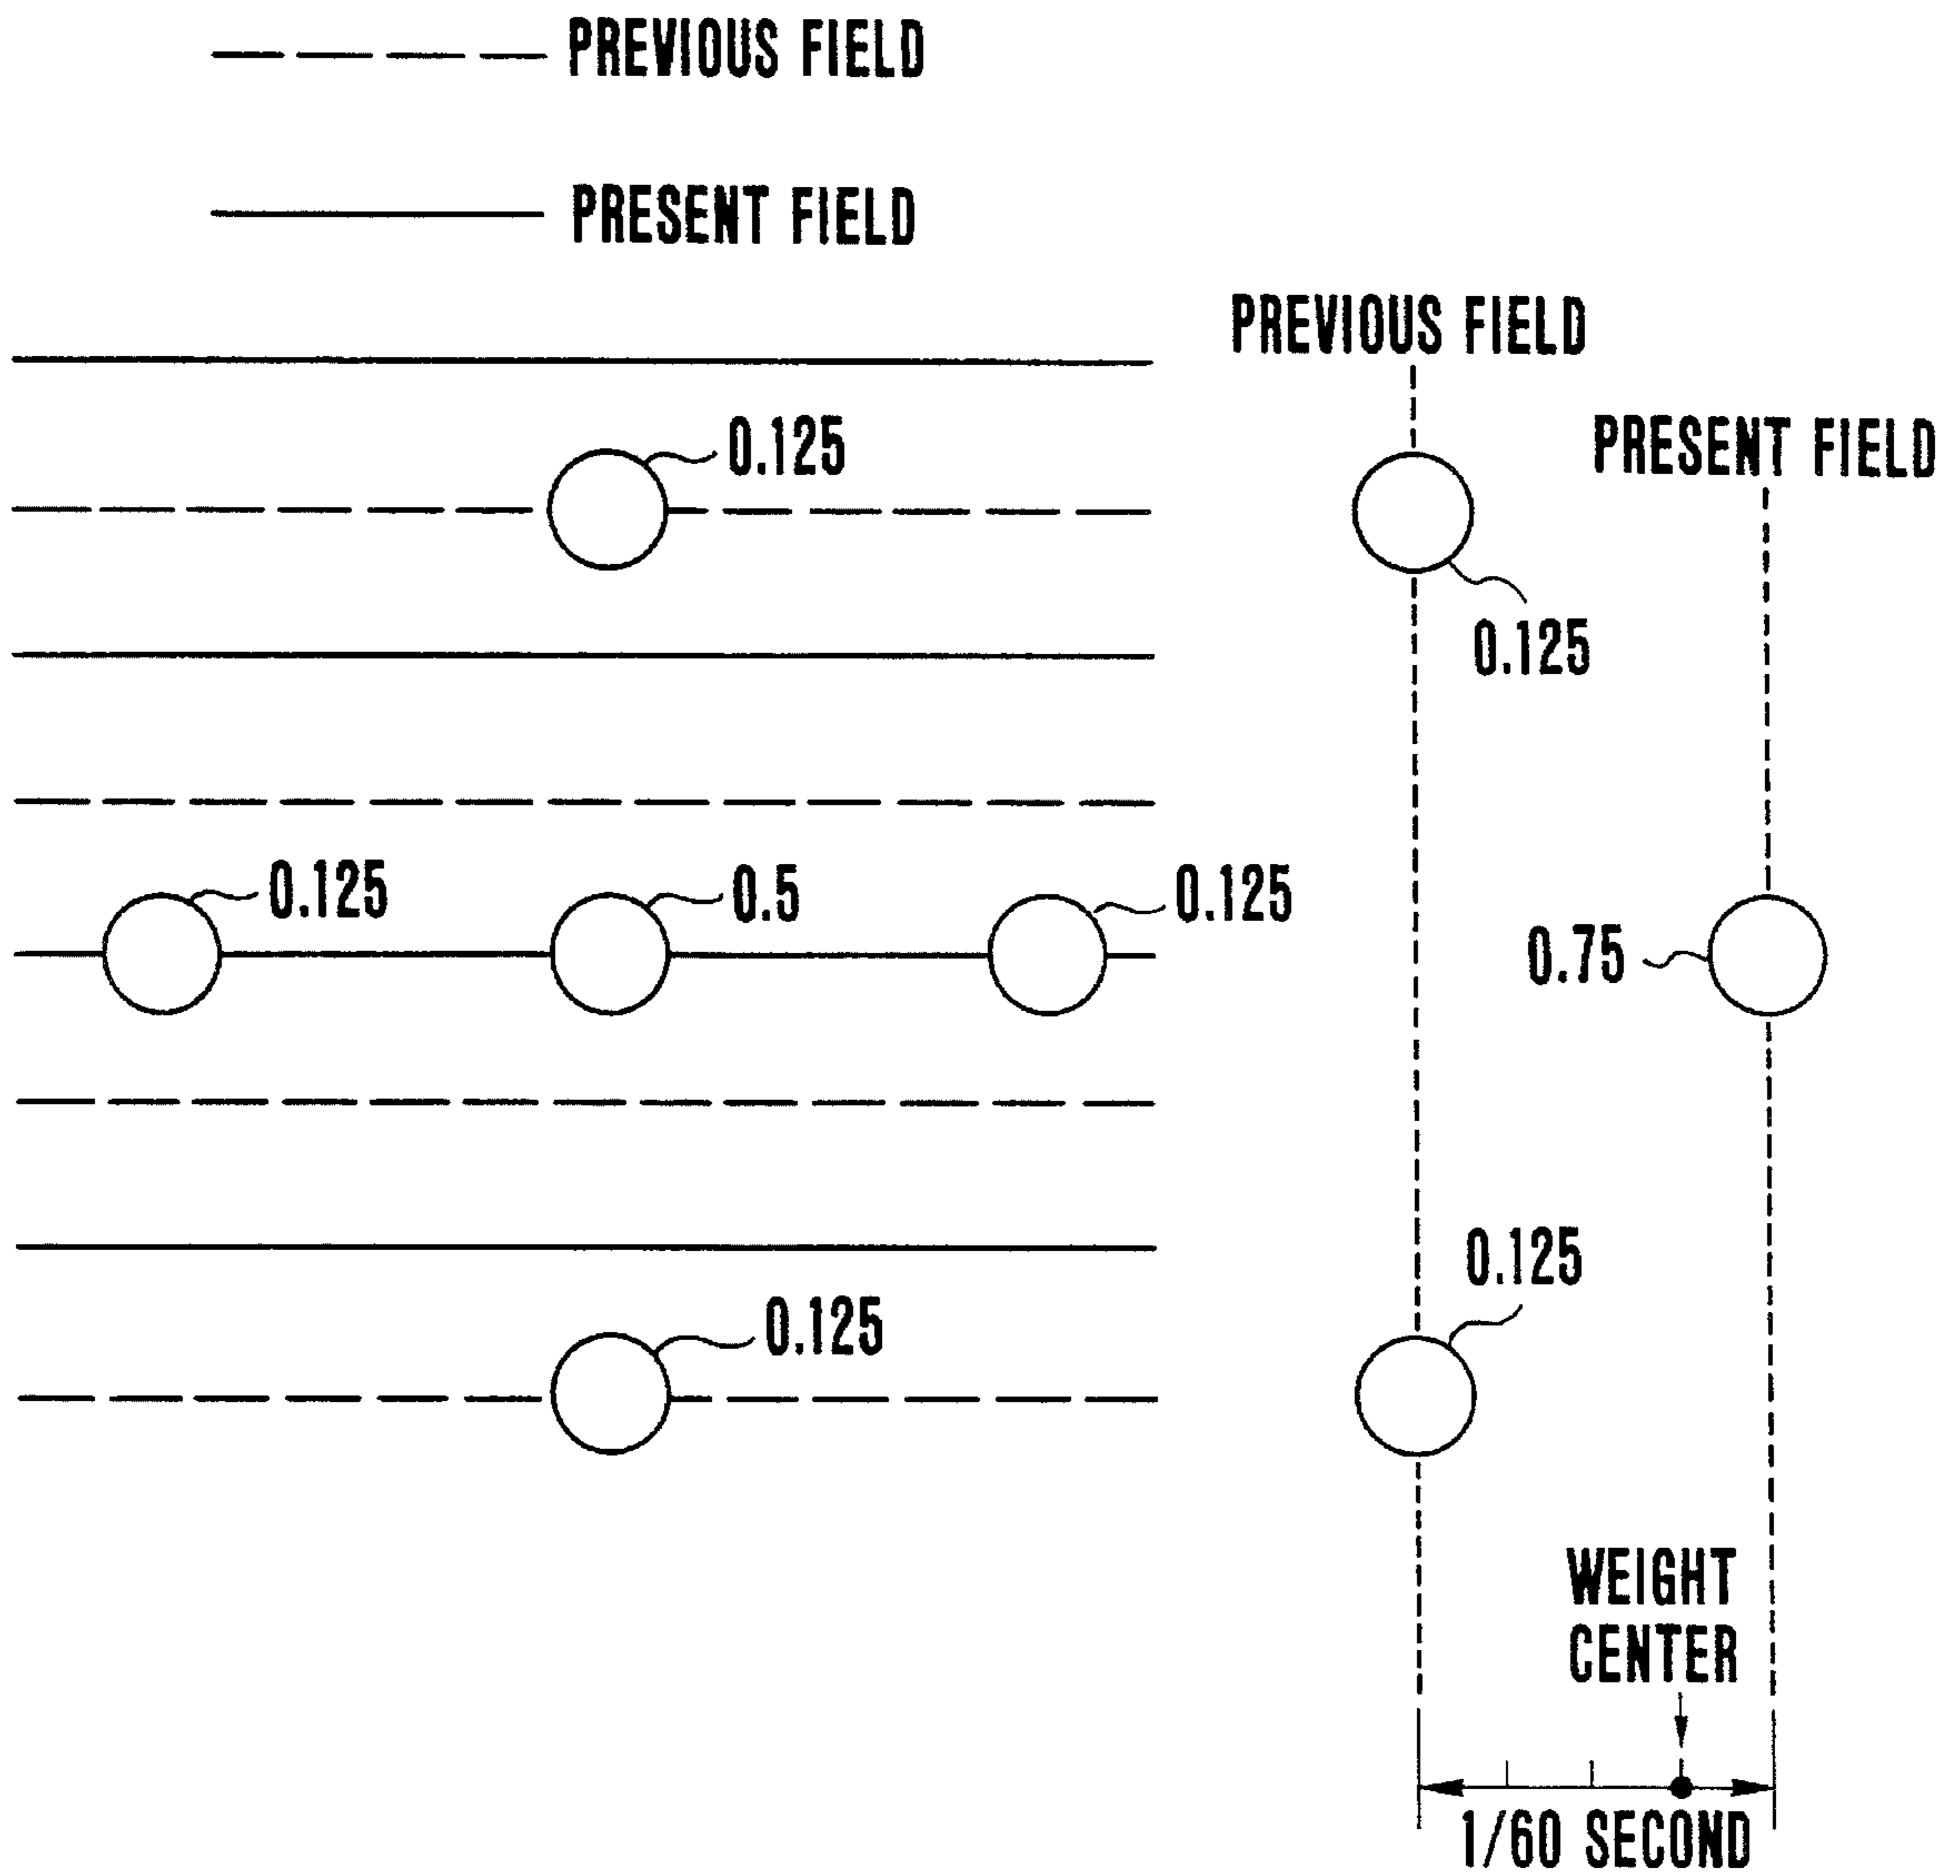 PREVIOUS FIELD
PRESENT FIELD
PREVIOUS FIELD
PRESENT FIELD
0.125
0.125
0.125
0.5
0.125
0.75
0.125
0.125
WEIGHT
CENTER
1/60 SECOND